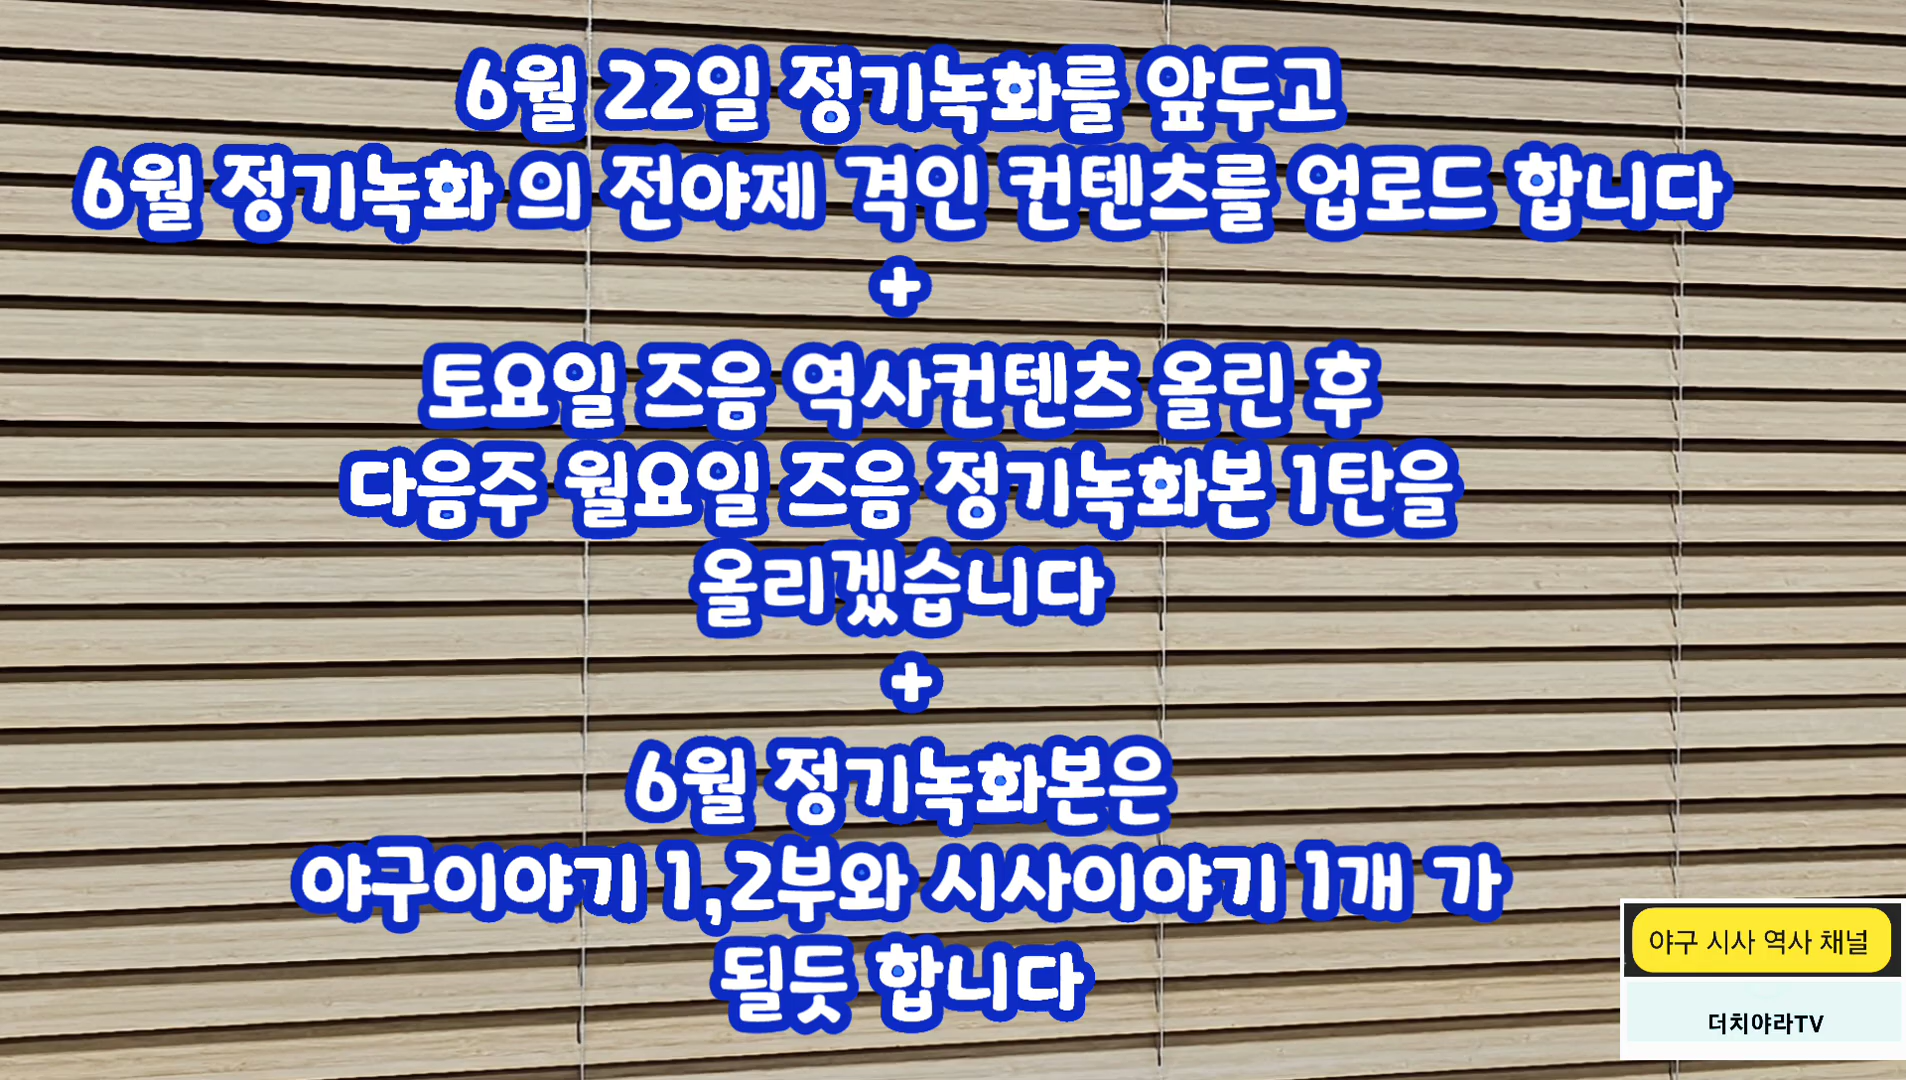 6월 22일 정기녹화를 앞두고
6월 정기녹화 의 전야제 격인 컨텐츠를 업로드 합니다
+
토요일 즈음 역사컨텐츠 올린 후
다음주 월요일 즈음 정기녹화본 1탄을
올리겠습니다
+
6월 정기녹화본은
야구이야기 1,2부와 시사이야기 1개 가
될듯 합니다
야구 시사 역사 채널
더치야라TV